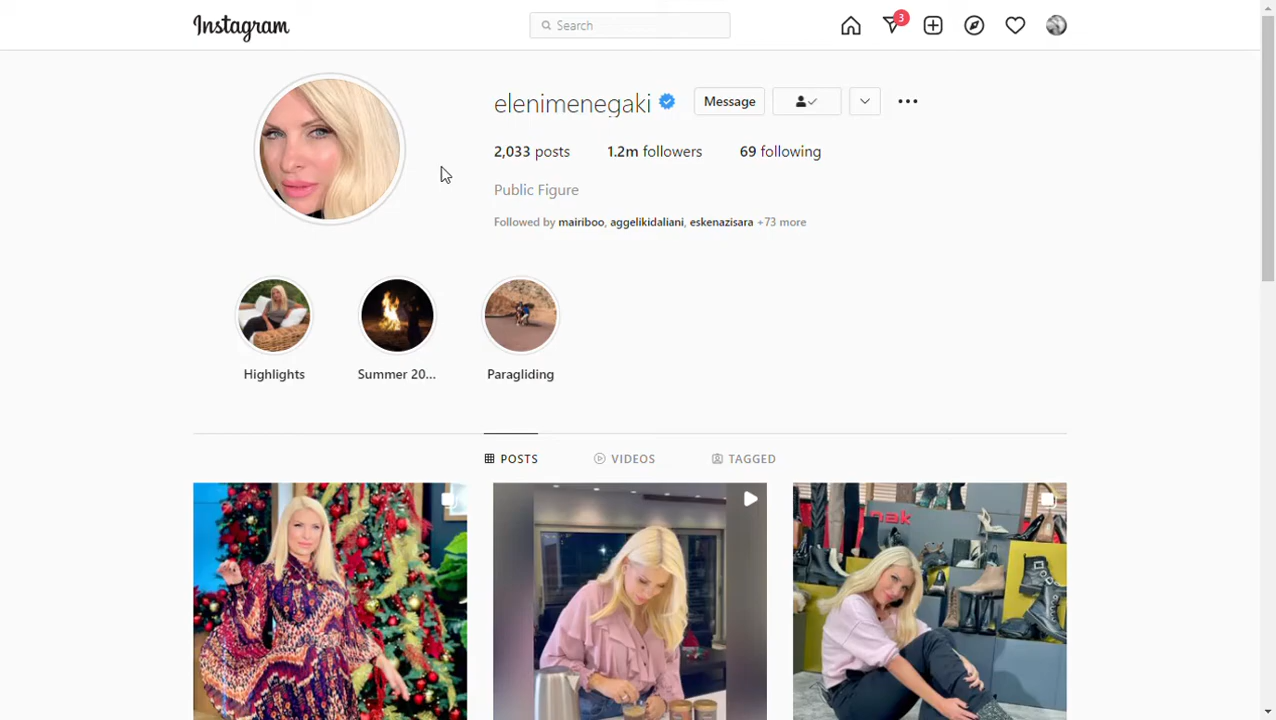 Instagram
Search
3
elenimenegaki
Message
2,033 posts 1.2m followers 69 following
Public Figure
Followed by mairiboo, aggelikidaliani, eskenazisara +73 more
Highlights Summer 20... Paragliding
POSTS VIDEOS TAGGED
nak